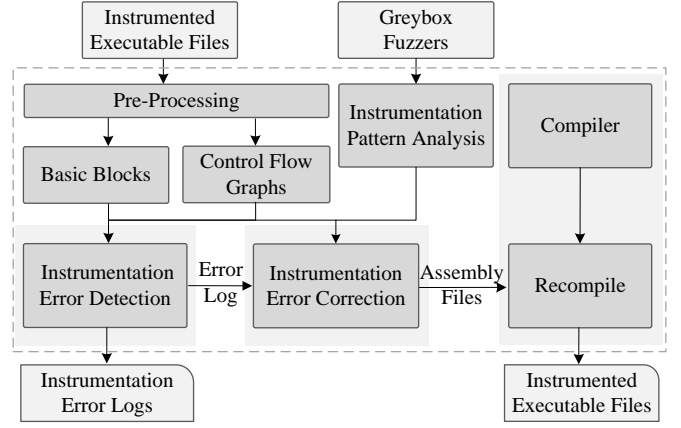 Instrumented
Executable Files
Greybox
Fuzzers
Pre-Processing
Instrumentation
Pattern Analysis
Compiler
Basic Blocks
Control Flow
Graphs
Instrumentation
Error Detection
Error
Log
Instrumentation
Error Correction
Assembly
Files
Recompile
Instrumentation
Error Logs
Instrumented
Executable Files